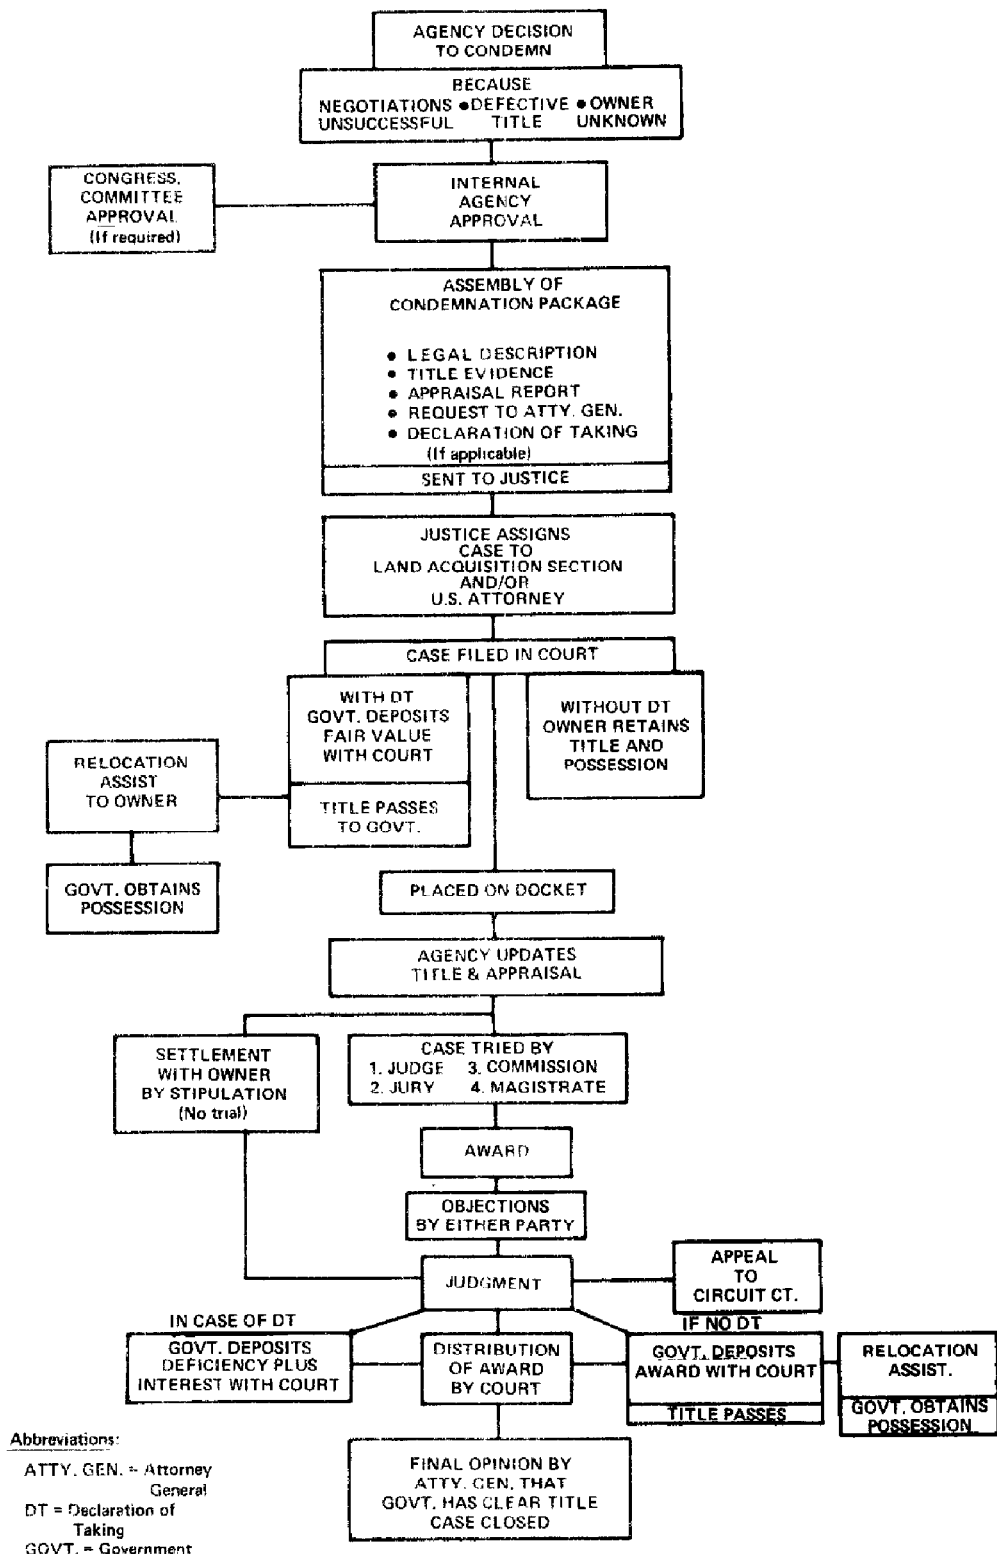 AGENCY DECISION
TO CONDEMN
BECAUSE
NEGOTIATIONS ● DEFECTIVE ● OWNER
UNSUCCESSFUL TITLE UNKNOWN
CONGRESS.
COMMITTEE
APPROVAL
(If required)
INTERNAL
AGENCY
APPROVAL
ASSEMBLY OF
CONDEMNATION PACKAGE
● LEGAL DESCRIPTION
● TITLE EVIDENCE
● APPRAISAL REPORT
● REQUEST TO ATTY. GEN.
● DECLARATION OF TAKING
(If applicable)
SENT TO JUSTICE
JUSTICE ASSIGNS
CASE TO
LAND ACQUISITION SECTION
AND/OR
U.S. ATTORNEY
CASE FILED IN COURT
WITH DT
GOVT. DEPOSITS
FAIR VALUE
WITH COURT
TITLE PASSES
TO GOVT.
WITHOUT DT
OWNER RETAINS
TITLE AND
POSSESSION
RELOCATION
ASSIST
TO OWNER
GOVT. OBTAINS
POSSESSION
PLACED ON DOCKET
AGENCY UPDATES
TITLE & APPRAISAL
SETTLEMENT
WITH OWNER
BY STIPULATION
(No trial)
CASE TRIED BY
1. JUDGE 3. COMMISSION
2. JURY 4. MAGISTRATE
AWARD
OBJECTIONS
BY EITHER PARTY
JUDGMENT
APPEAL
TO
CIRCUIT CT.
IN CASE OF DT
GOVT. DEPOSITS
DEFICIENCY PLUS
INTEREST WITH COURT
DISTRIBUTION
OF AWARD
BY COURT
IF NO DT
GOVT. DEPOSITS
AWARD WITH COURT
TITLE PASSES
RELOCATION
ASSIST.
GOVT. OBTAINS
POSSESSION
FINAL OPINION BY
ATTY. GEN. THAT
GOVT. HAS CLEAR TITLE
CASE CLOSED
Abbreviations:
ATTY. GEN. = Attorney
General
DT = Declaration of
Taking
GOVT. = Government